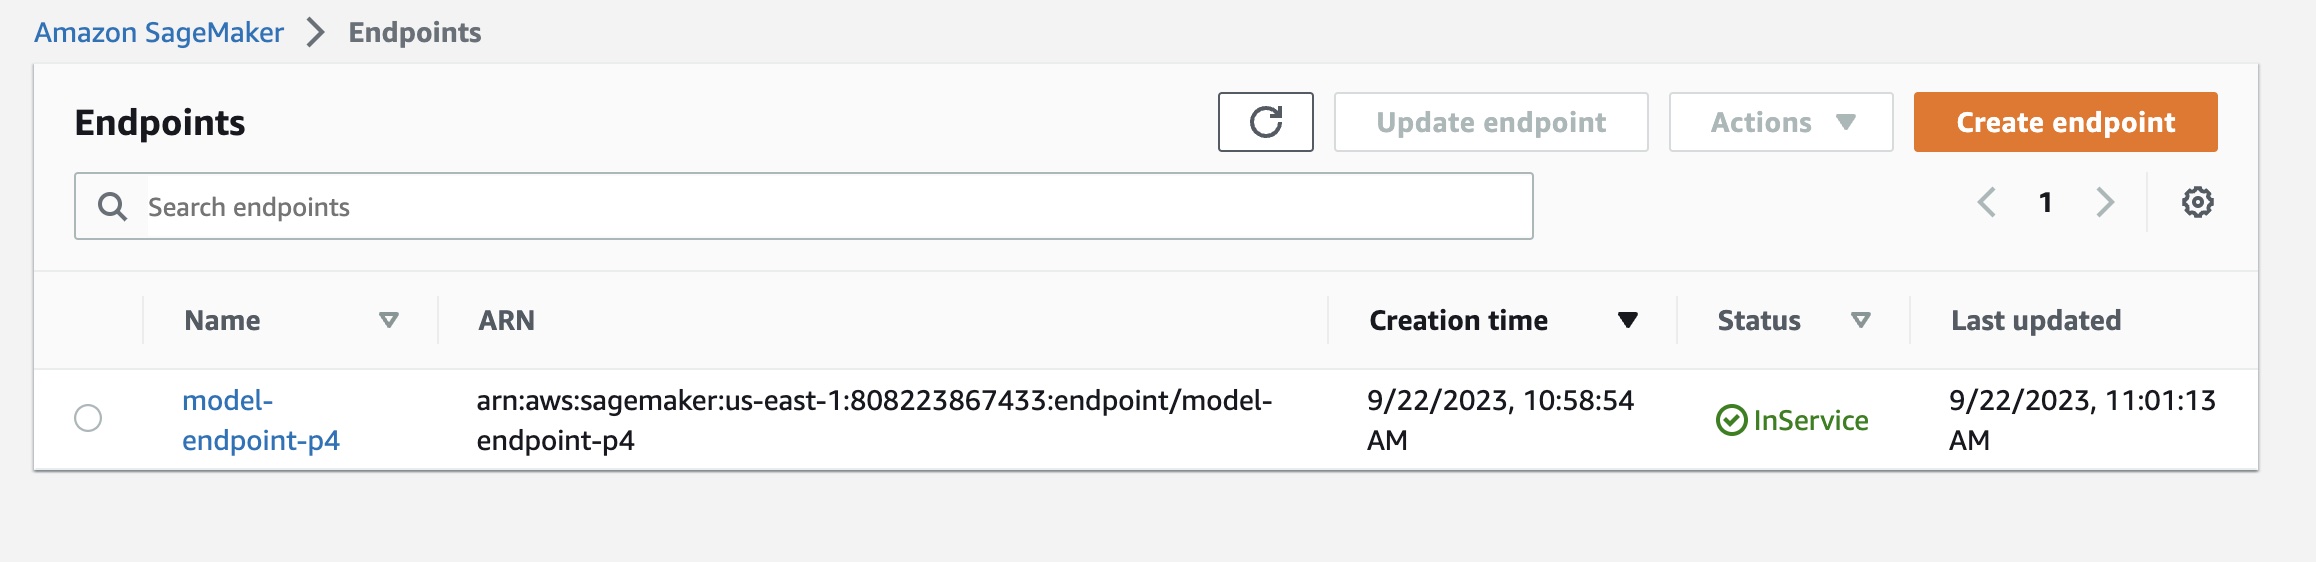 Amazon SageMaker > Endpoints
Endpoints
Update endpoint
Actions
Create endpoint
Search endpoints
1
Name
ARN
Creation time
Status
Last updated
model-
endpoint-p4
arn:aws:sagemaker:us-east-1:808223867433:endpoint/model-
endpoint-p4
9/22/2023, 10:58:54
AM
InService
9/22/2023, 11:01:13
AM